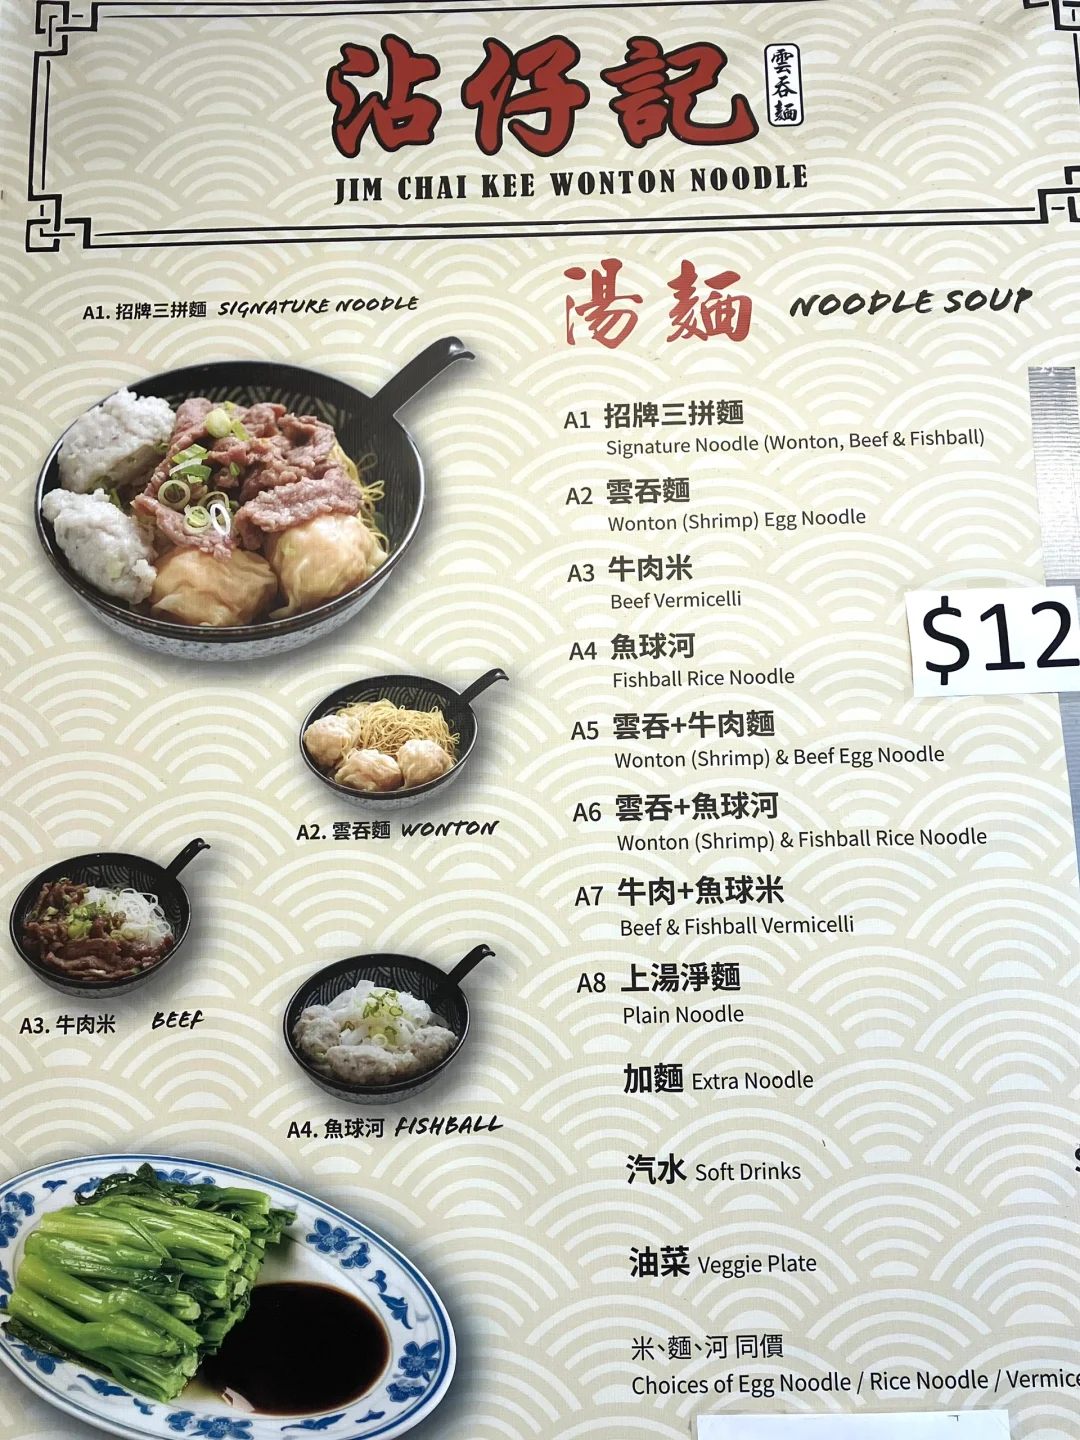 沾仔記
雲吞麵
JIM CHAI KEE WONTON NOODLE
A1. 招牌三拼麵 SIGNATURE NOODLE
湯麵 NOODLE SOUP
A1 招牌三拼麵
Signature Noodle (Wonton, Beef & Fishball)
A2 雲吞麵
Wonton (Shrimp) Egg Noodle
A3 牛肉米
Beef Vermicelli
$12
A4 魚球河
Fishball Rice Noodle
A5 雲吞+牛肉麵
Wonton (Shrimp) & Beef Egg Noodle
A6 雲吞+魚球河
Wonton (Shrimp) & Fishball Rice Noodle
A7 牛肉+魚球米
Beef & Fishball Vermicelli
A8 上湯淨麵
Plain Noodle
加麵 Extra Noodle
汽水 Soft Drinks
油菜 Veggie Plate
米、麵、河 同價
Choices of Egg Noodle / Rice Noodle / Vermice
A2. 雲吞麵 WONTON
A3. 牛肉米 BEEF
A4. 魚球河 FISHBALL